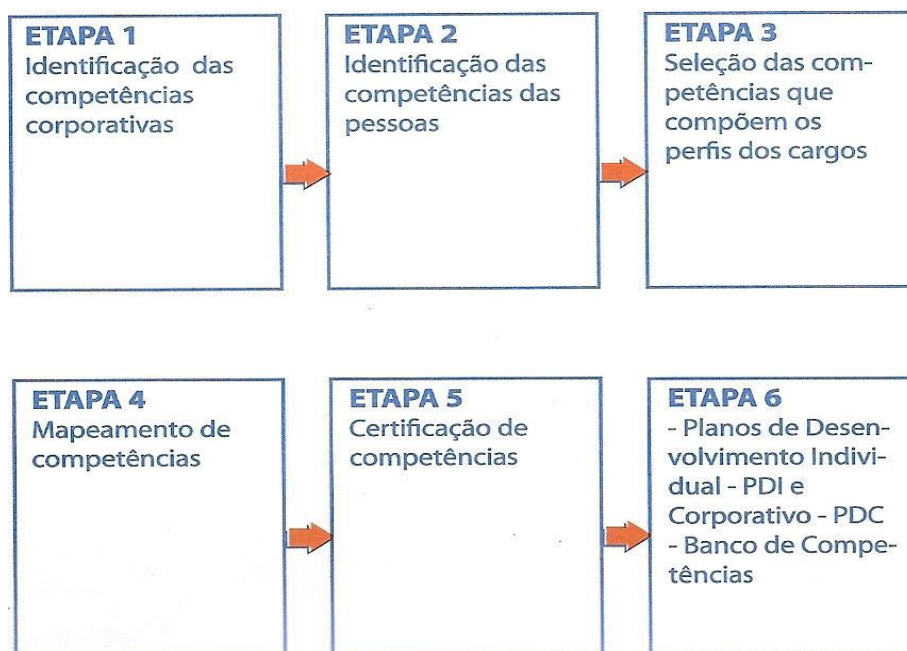 ETAPA 1
Identificação das
competências
corporativas
ETAPA 2
Identificação das
competências das
pessoas
ETAPA 3
Seleção das com-
petências que
compõem os
perfis dos cargos
ETAPA 4
Mapeamento de
competências
ETAPA 5
Certificação de
competências
ETAPA 6
- Planos de Desen-
volvimento Indivi-
dual - PDI e
Corporativo - PDC
- Banco de Compe-
tências